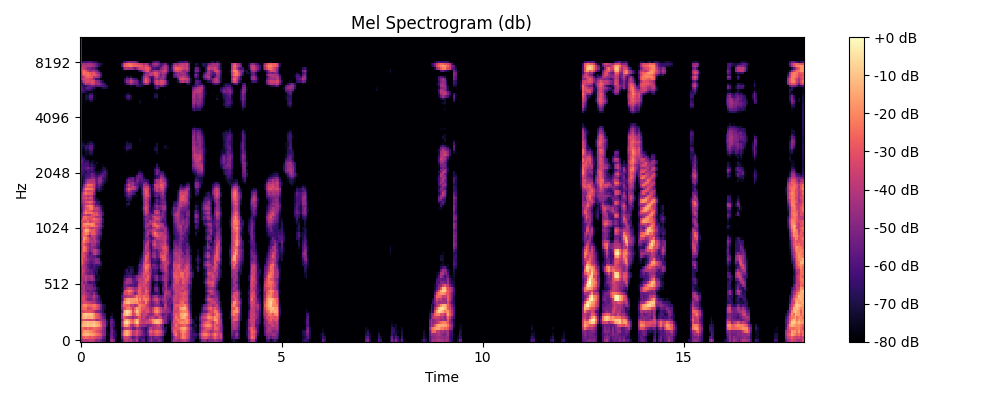 Mel Spectrogram (db)
8192
4096
2048
1024
512
0
Hz
0 5 10 15
Time
+0 dB
-10 dB
-20 dB
-30 dB
-40 dB
-50 dB
-60 dB
-70 dB
-80 dB